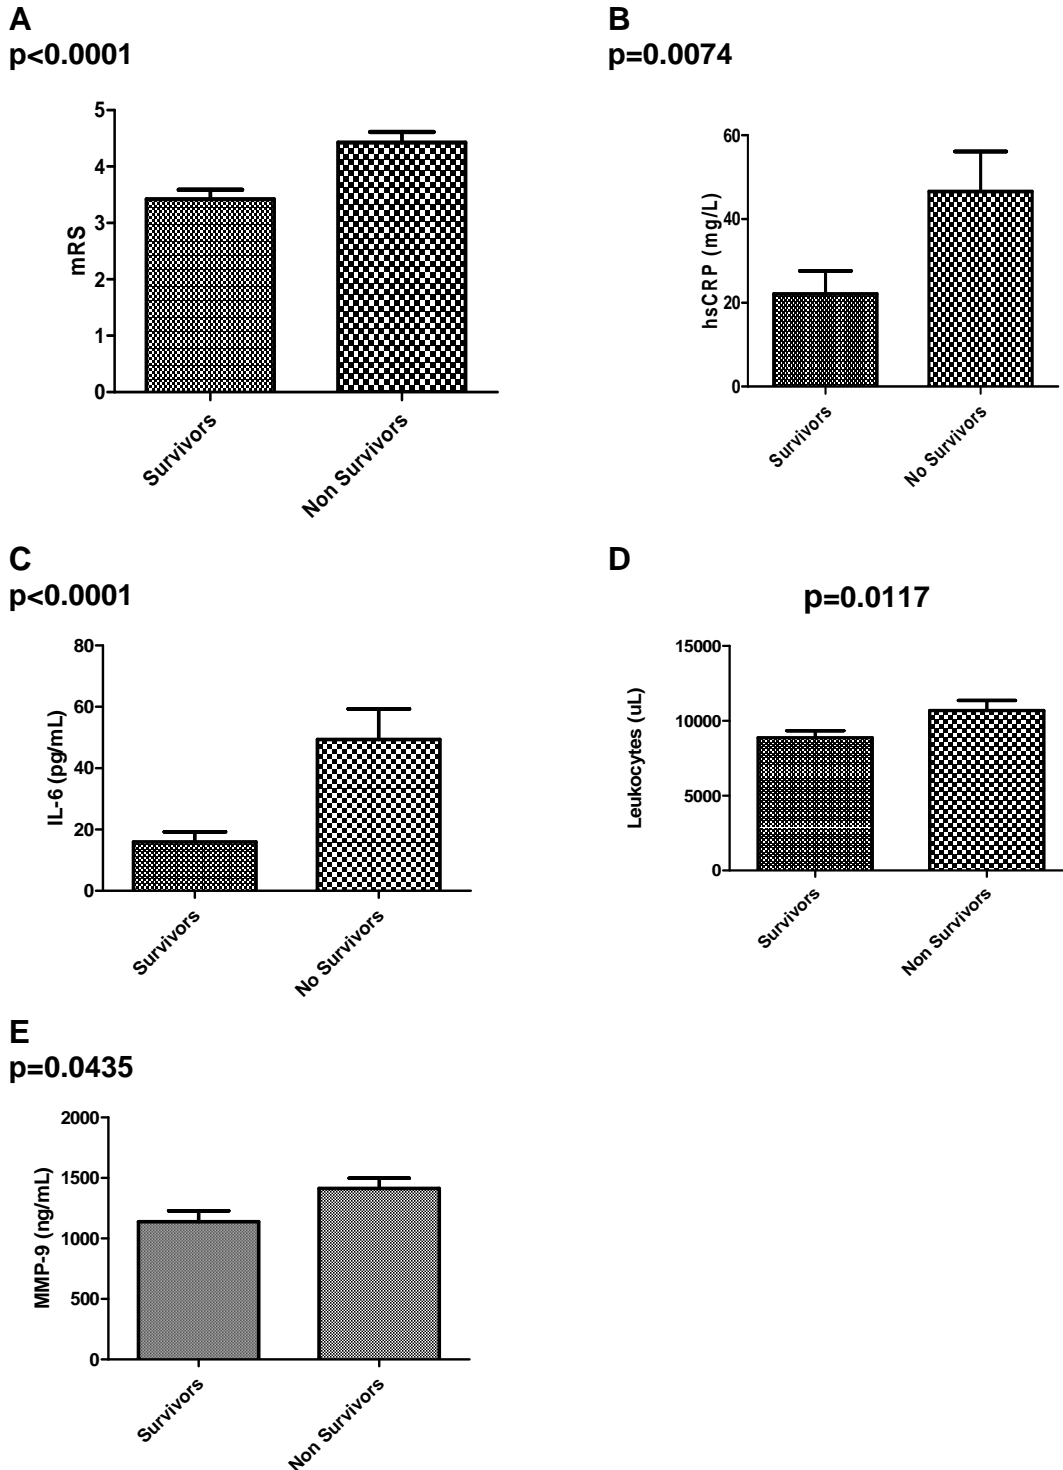 A
p<0.0001
5
4
3
2
1
0
mRS
Survivors
Non Survivors
B
p=0.0074
60
40
20
0
hsCRP (mg/L)
Survivors
No Survivors
C
p<0.0001
80
60
40
20
0
IL-6 (pg/mL)
Survivors
No Survivors
D
p=0.0117
15000
10000
5000
0
Leukocytes (uL)
Survivors
Non Survivors
E
p=0.0435
2000
1500
1000
500
0
MMP-9 (ng/mL)
Survivors
Non Survivors